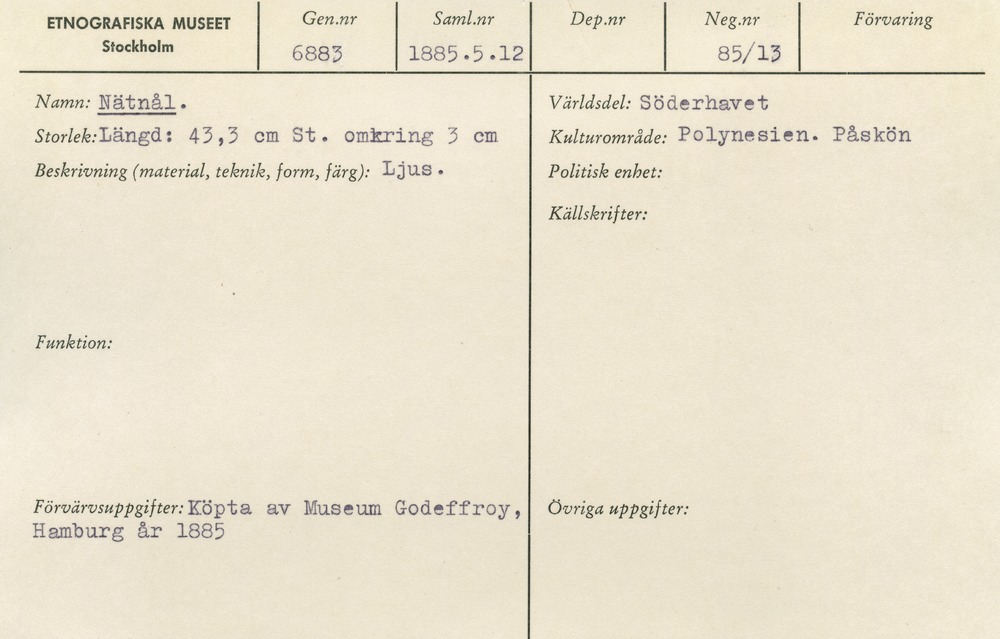 ETNOGRAFISKA MUSEET
Stockholm
Gen.nr
6883
Saml.nr
1885.5.12
Dep.nr
Neg.nr
85/13
Förvaring
Namn: Nätnål.
Storlek: Längd: 43,3 cm St. omkring 3 cm
Beskrivning (material, teknik, form, färg): Ljus.
Funktion:
Förvärvsuppgifter: Köpta av Museum Godeffroy,
Hamburg år 1885
Världsdel: Söderhavet
Kulturområde: Polynesien. Påskön
Politisk enhet:
Källskrifter:
Övriga uppgifter: